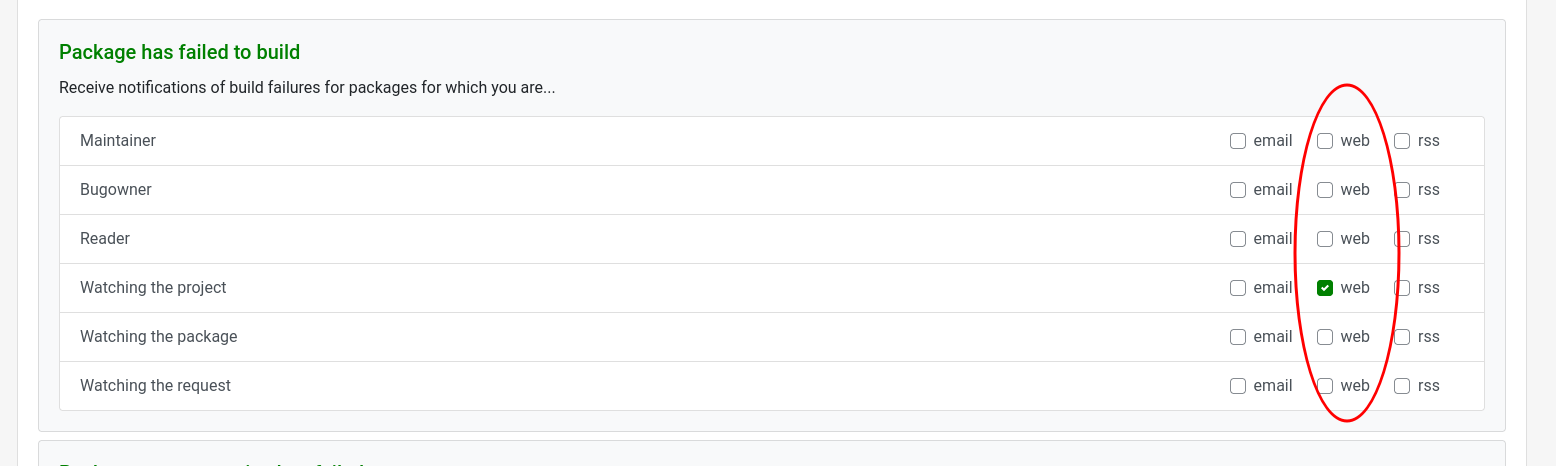 Package has failed to build
Receive notifications of build failures for packages for which you are...
Maintainer email web rss
Bugowner email web rss
Reader email web rss
Watching the project email web rss
Watching the package email web rss
Watching the request email web rss